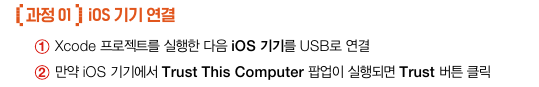 [과정 01] iOS 기기 연결
① Xcode 프로젝트를 실행한 다음 iOS 기기를 USB로 연결
② 만약 iOS 기기에서 Trust This Computer 팝업이 실행되면 Trust 버튼 클릭